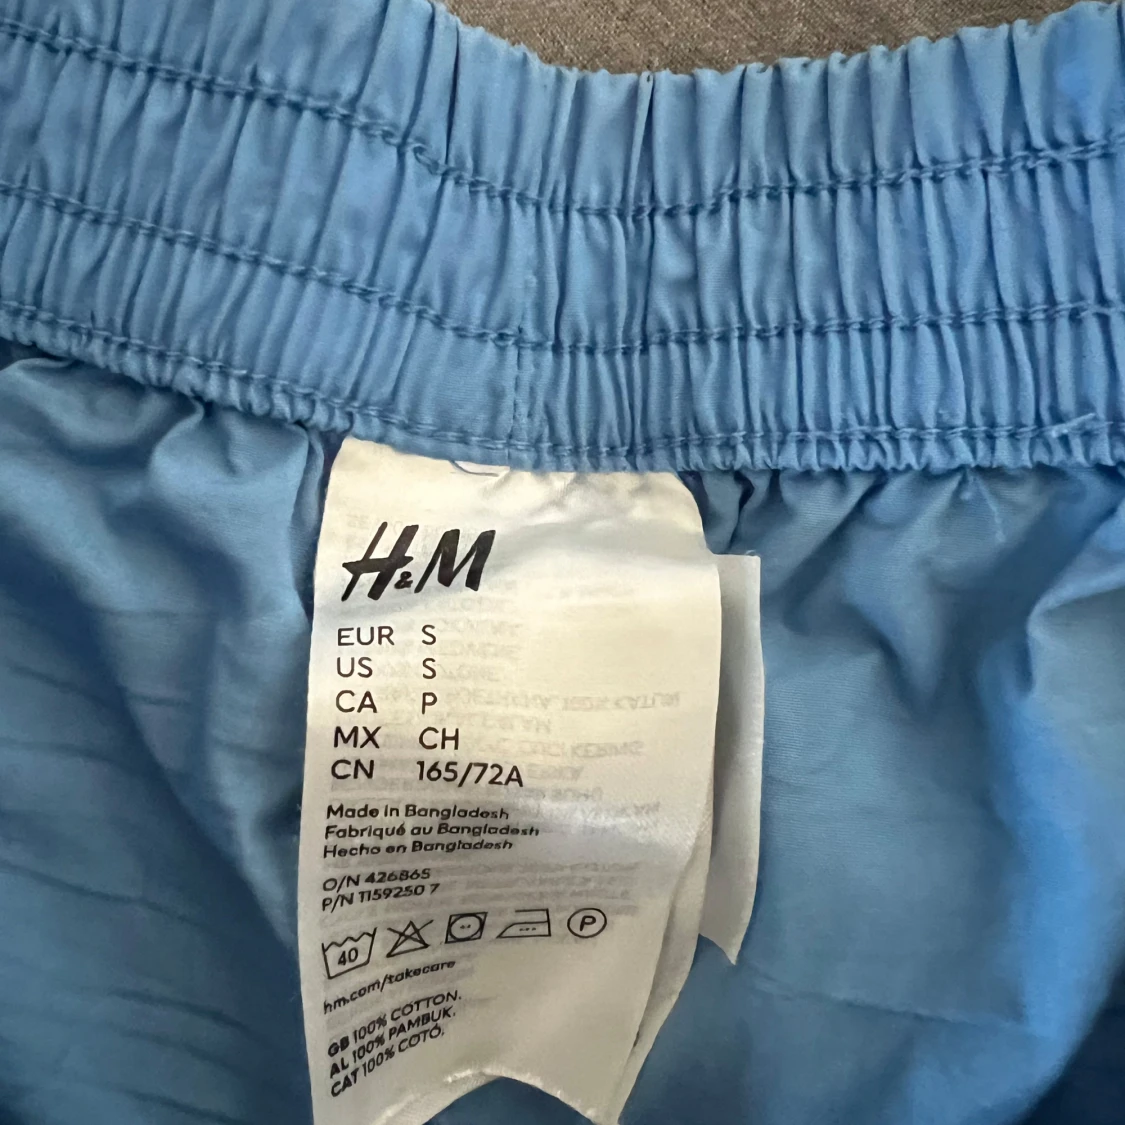 H&M
EUR S
US S
CA P
MX CH
CN 165/72A
Made in Bangladesh
Fabriqué au Bangladesh
Hecho en Bangladesh
O/N 426865
P/N 1159250 7
40 P
hm.com/takecare
GB 100% COTTON.
AL 100% PAMBUK.
CAT 100% COTÓ.